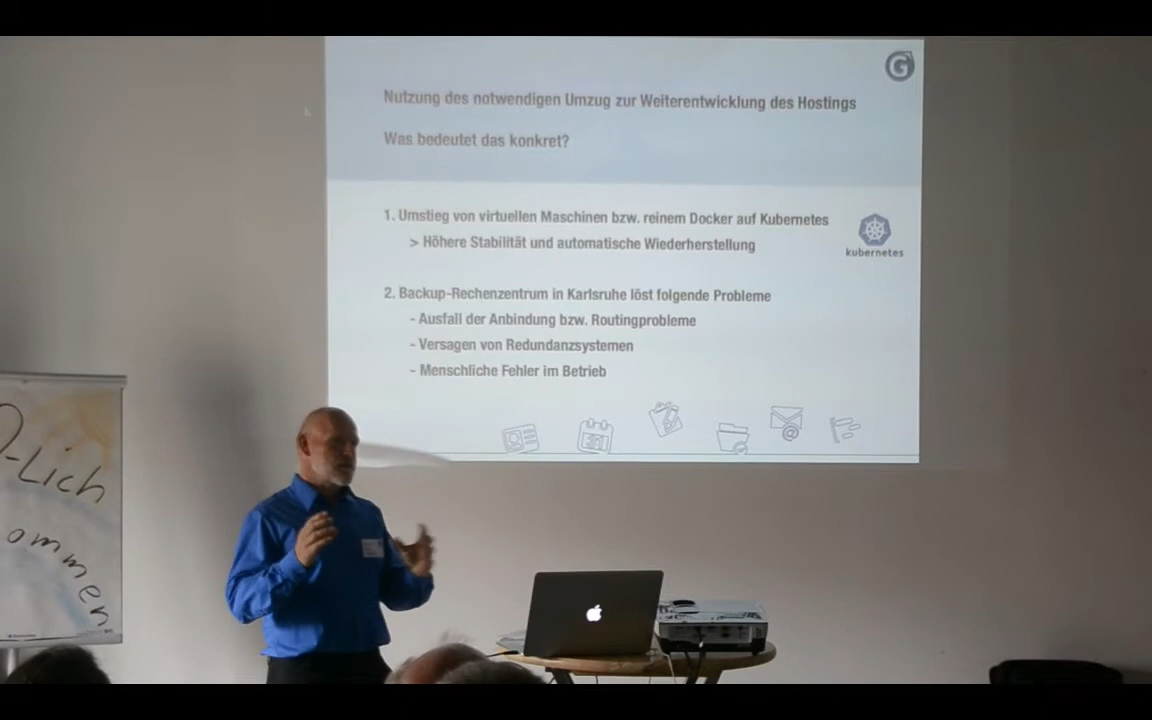 G
Nutzung des notwendigen Umzug zur Weiterentwicklung des Hostings
Was bedeutet das konkret?
1. Umstieg von virtuellen Maschinen bzw. reinem Docker auf Kubernetes
> Höhere Stabilität und automatische Wiederherstellung
kubernetes
2. Backup-Rechenzentrum in Karlsruhe löst folgende Probleme
- Ausfall der Anbindung bzw. Routingprobleme
- Versagen von Redundanzsystemen
- Menschliche Fehler im Betrieb
31
@
-Lich
ommen